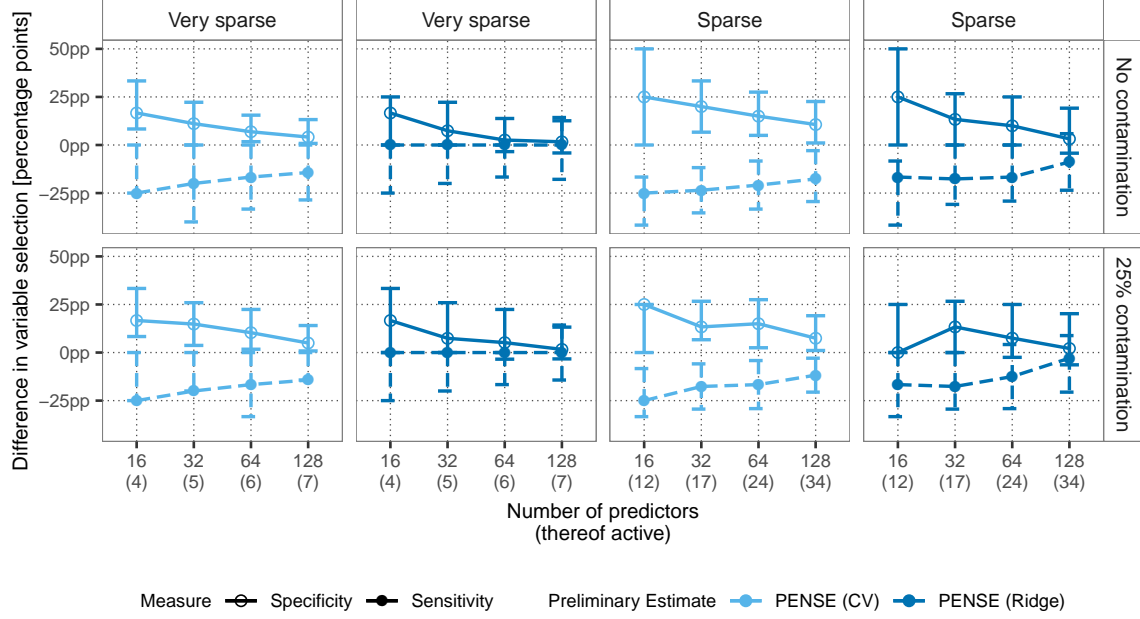 Very sparse
Very sparse
Sparse
Sparse
Difference in variable selection [percentage points]
50pp
25pp
0pp
−25pp
No contamination
50pp
25pp
0pp
−25pp
25% contamination
16 32 64 128
(4) (5) (6) (7)
16 32 64 128
(4) (5) (6) (7)
16 32 64 128
(12) (17) (24) (34)
16 32 64 128
(12) (17) (24) (34)
Number of predictors
(thereof active)
Measure Specificity Sensitivity Preliminary Estimate PENSE (CV) PENSE (Ridge)